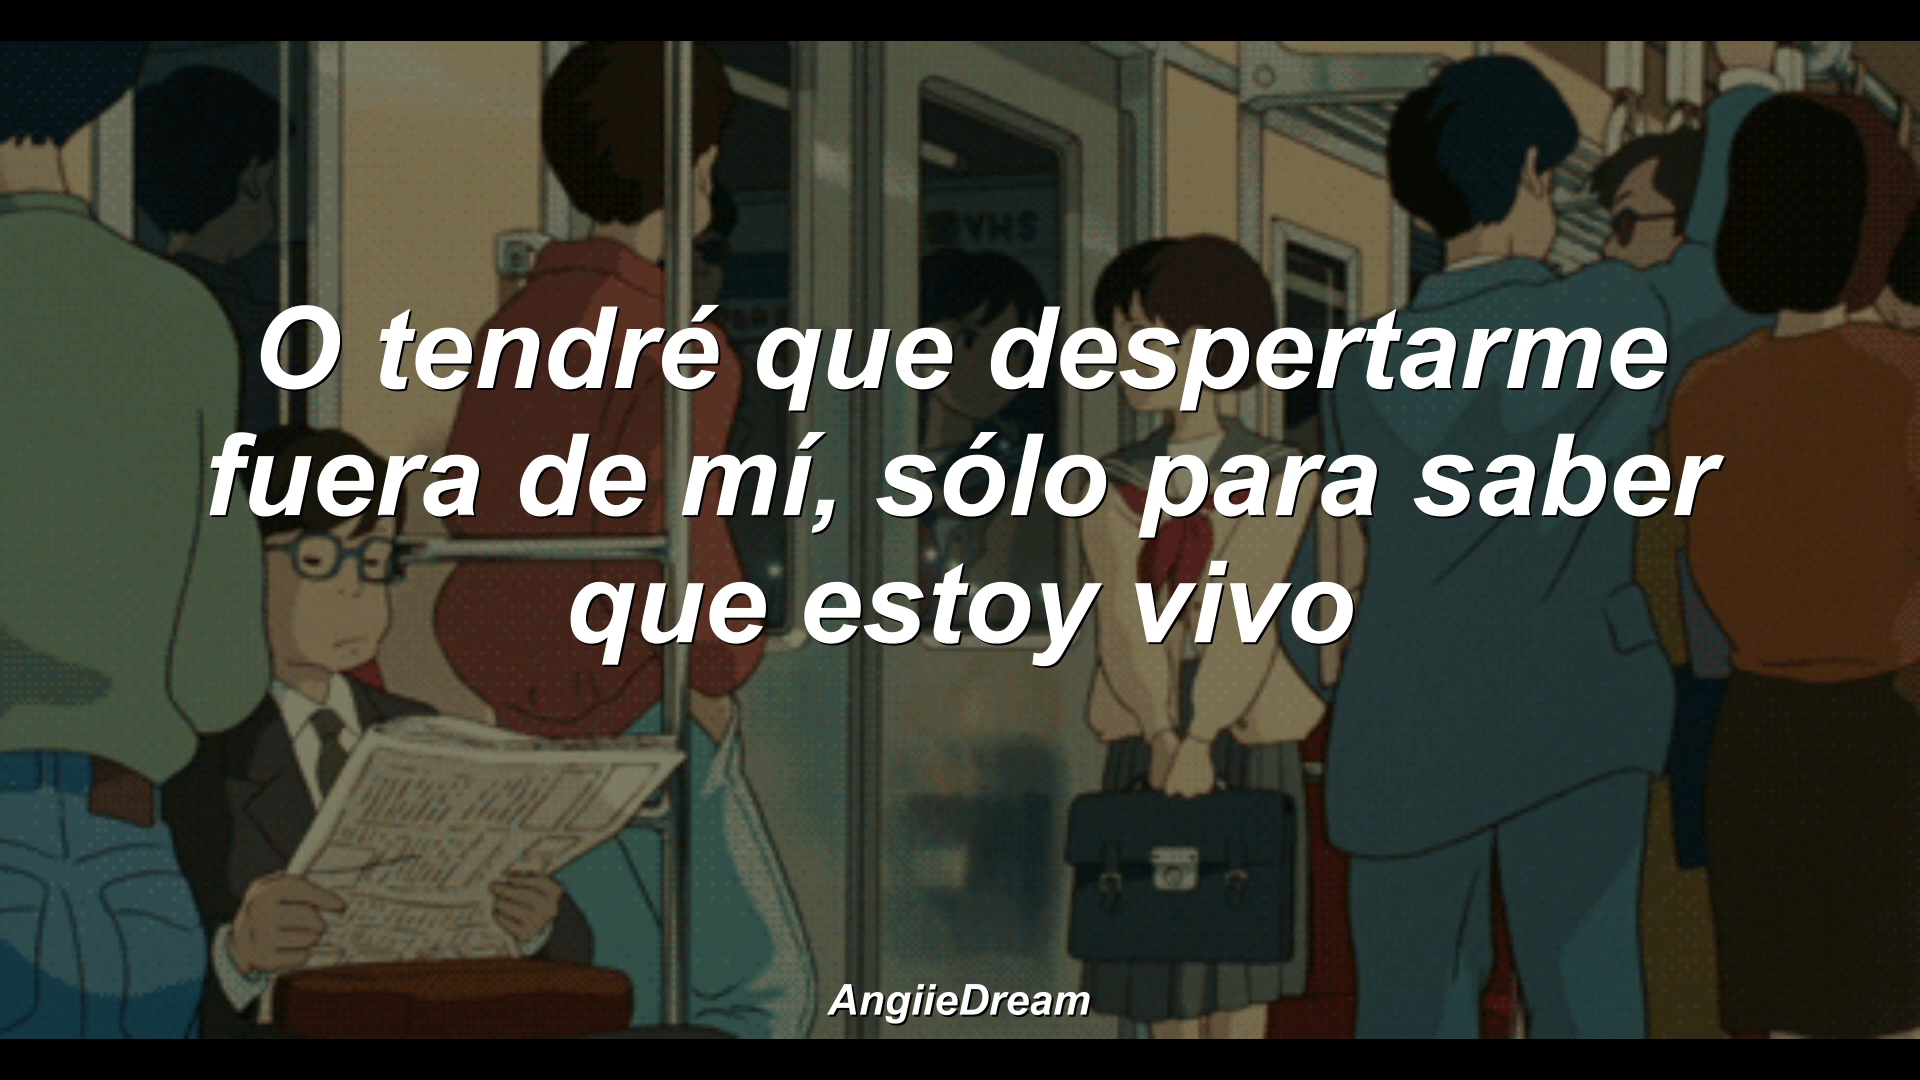 O tendré que despertarme
fuera de mí, sólo para saber
que estoy vivo
AngiieDream